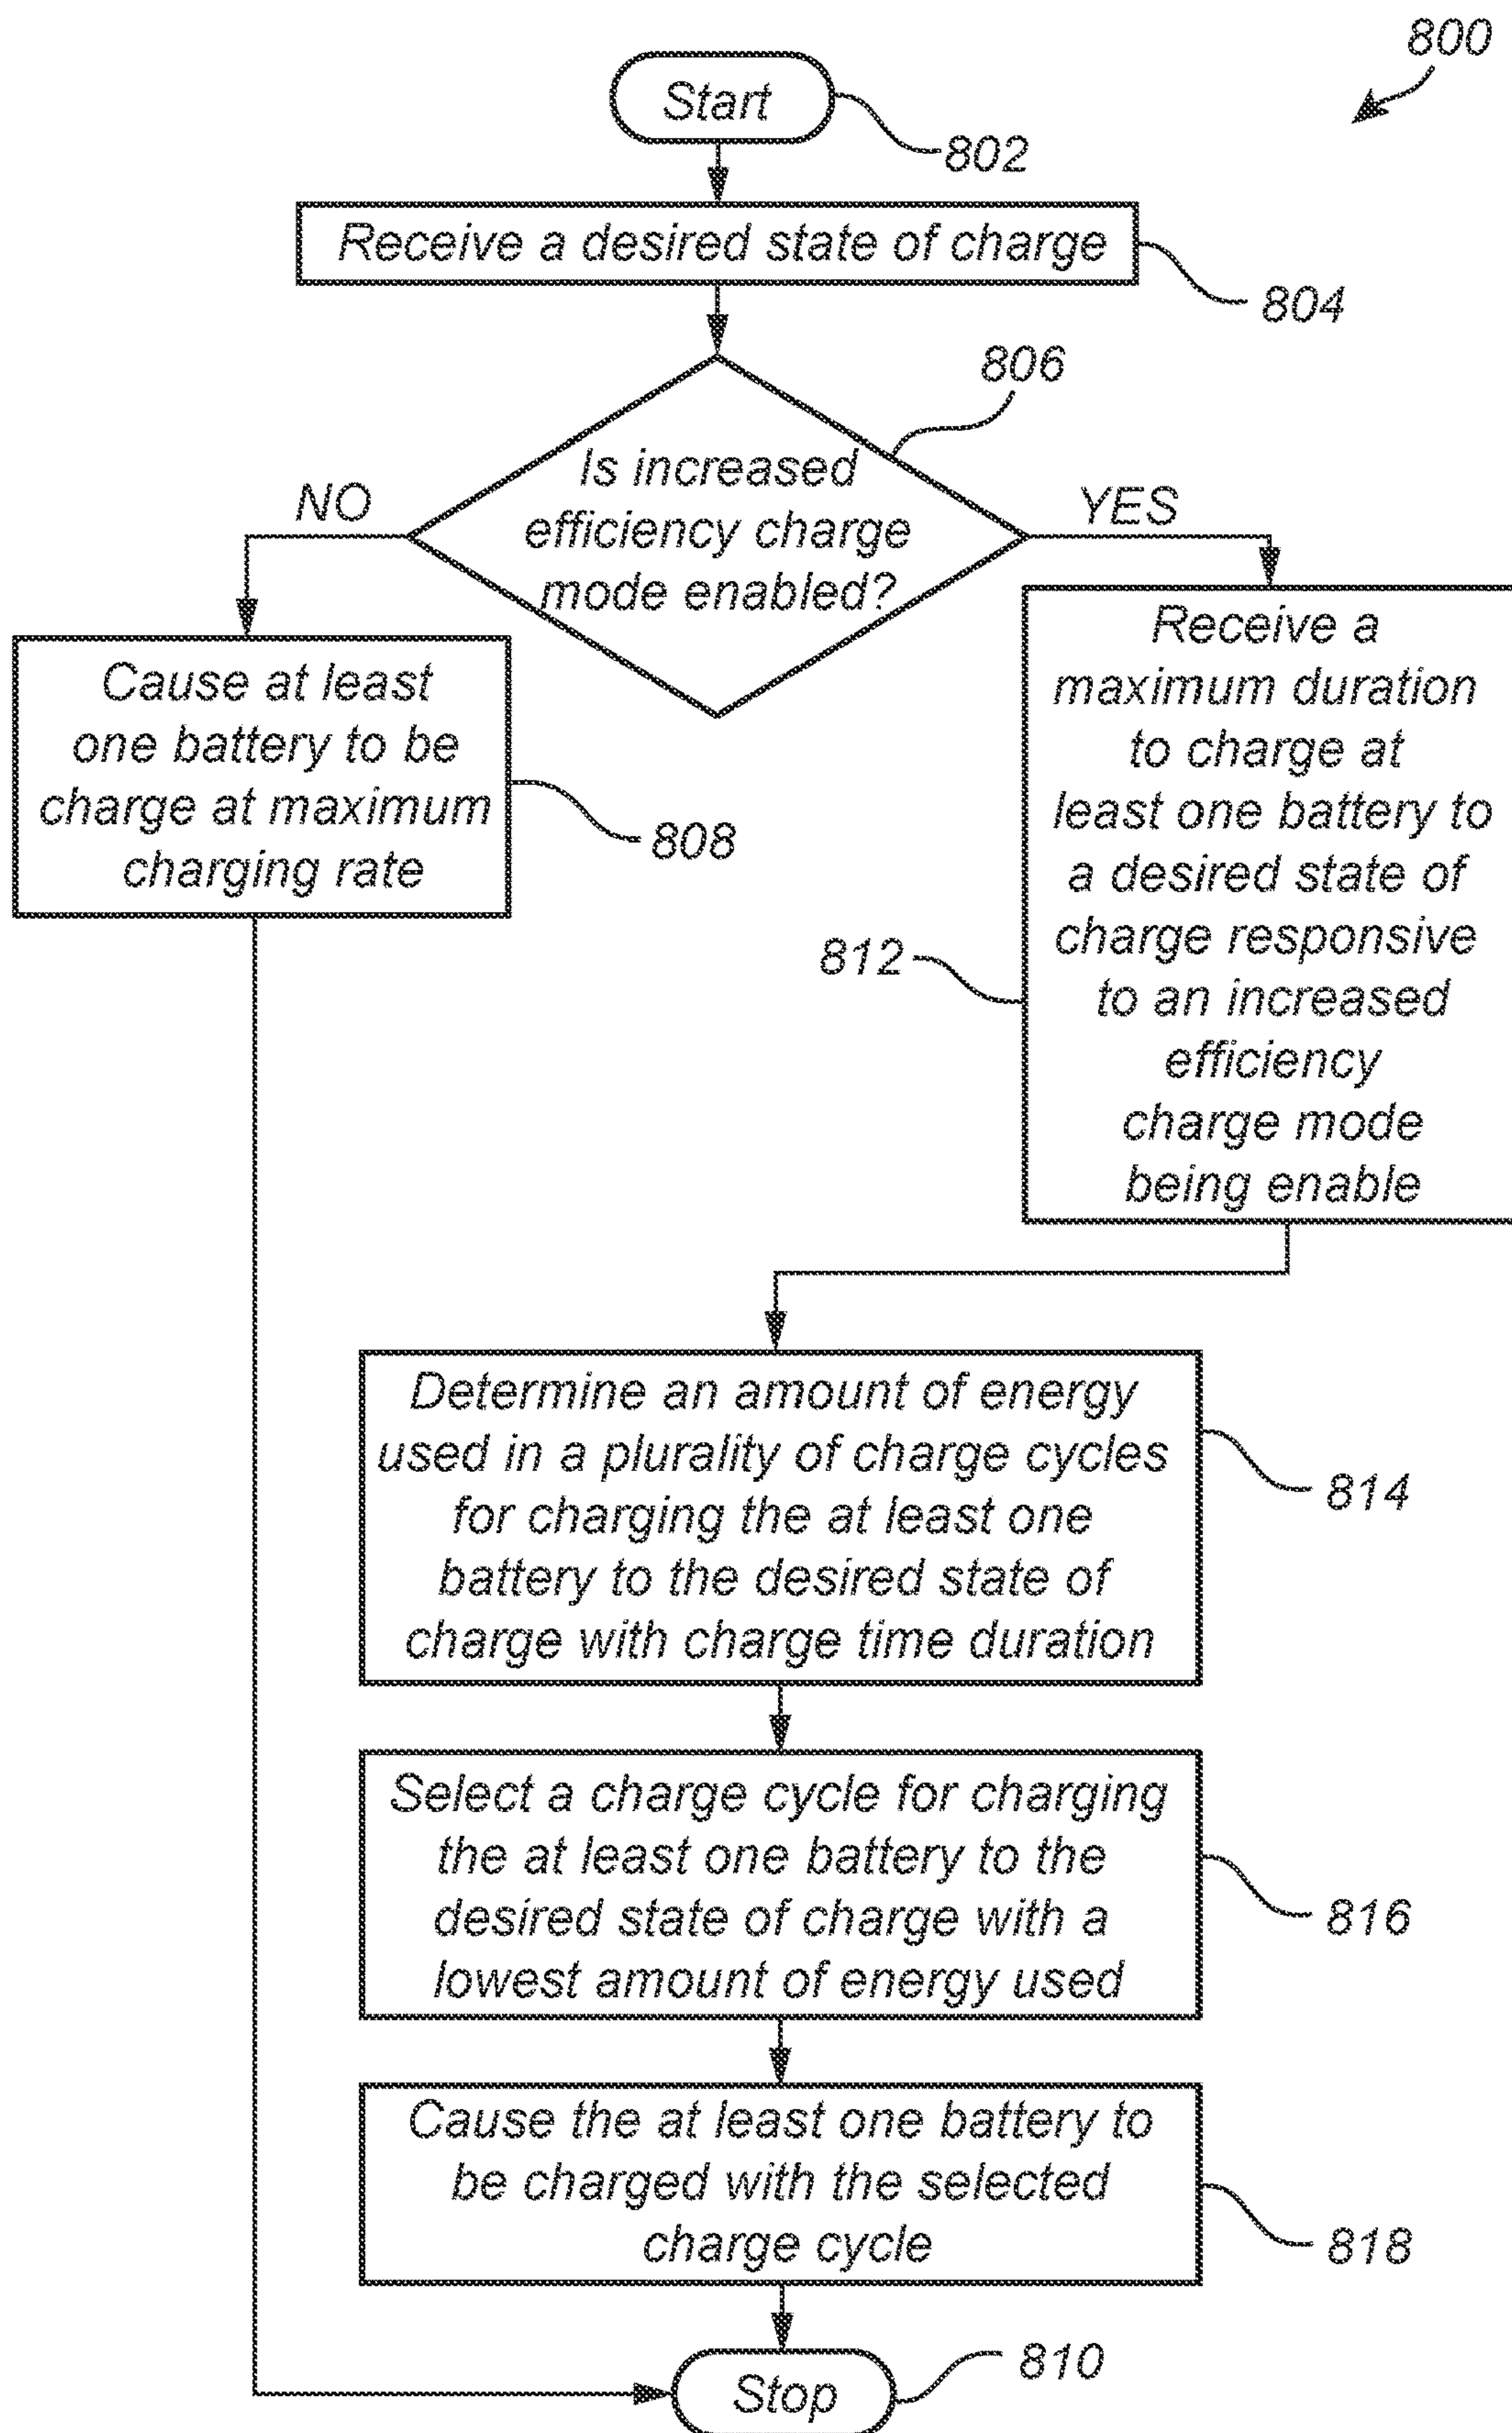 800
Start
802
Receive a desired state of charge
804
806
Is increased
efficiency charge
mode enabled?
NO
YES
Cause at least
one battery to be
charge at maximum
charging rate
808
Receive a
maximum duration
to charge at
least one battery to
a desired state of
charge responsive
to an increased
efficiency
charge mode
being enable
812
Determine an amount of energy
used in a plurality of charge cycles
for charging the at least one
battery to the desired state of
charge with charge time duration
814
Select a charge cycle for charging
the at least one battery to the
desired state of charge with a
lowest amount of energy used
816
Cause the at least one battery to
be charged with the selected
charge cycle
818
Stop
810